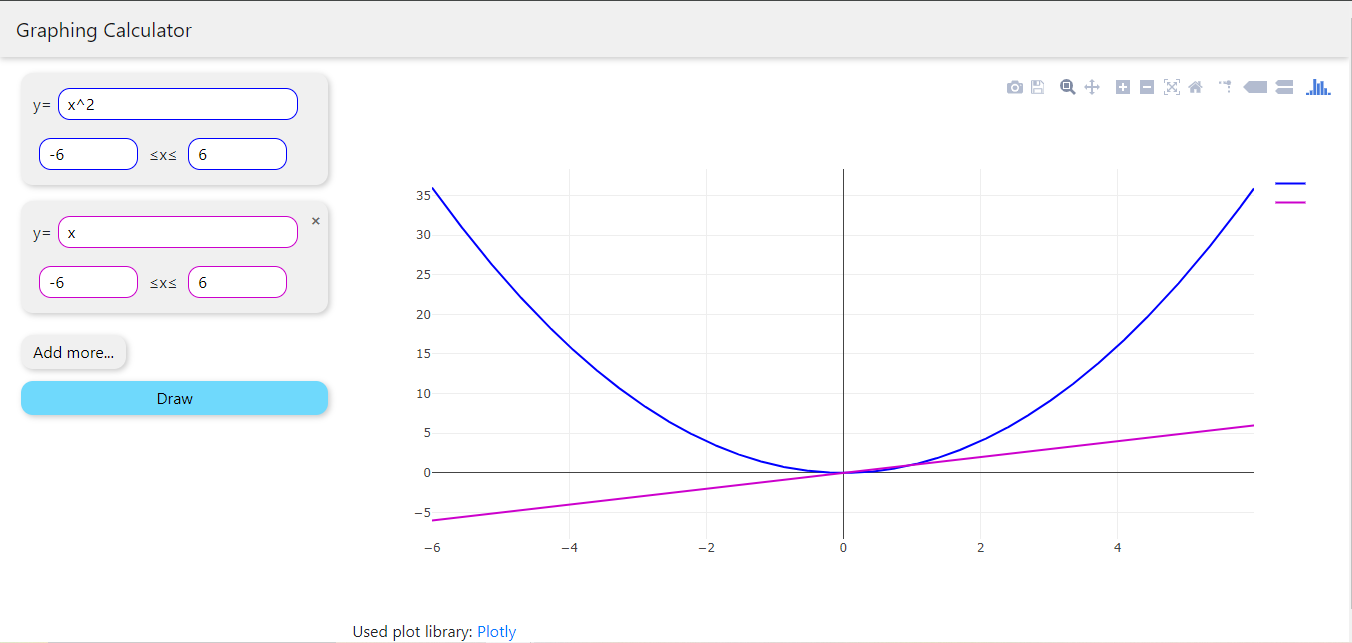 Graphing Calculator
y= x^2
-6 ≤x≤ 6
y= x ×
-6 ≤x≤ 6
Add more...
Draw
35
30
25
20
15
10
5
0
−5
−6 −4 −2 0 2 4
Used plot library: Plotly